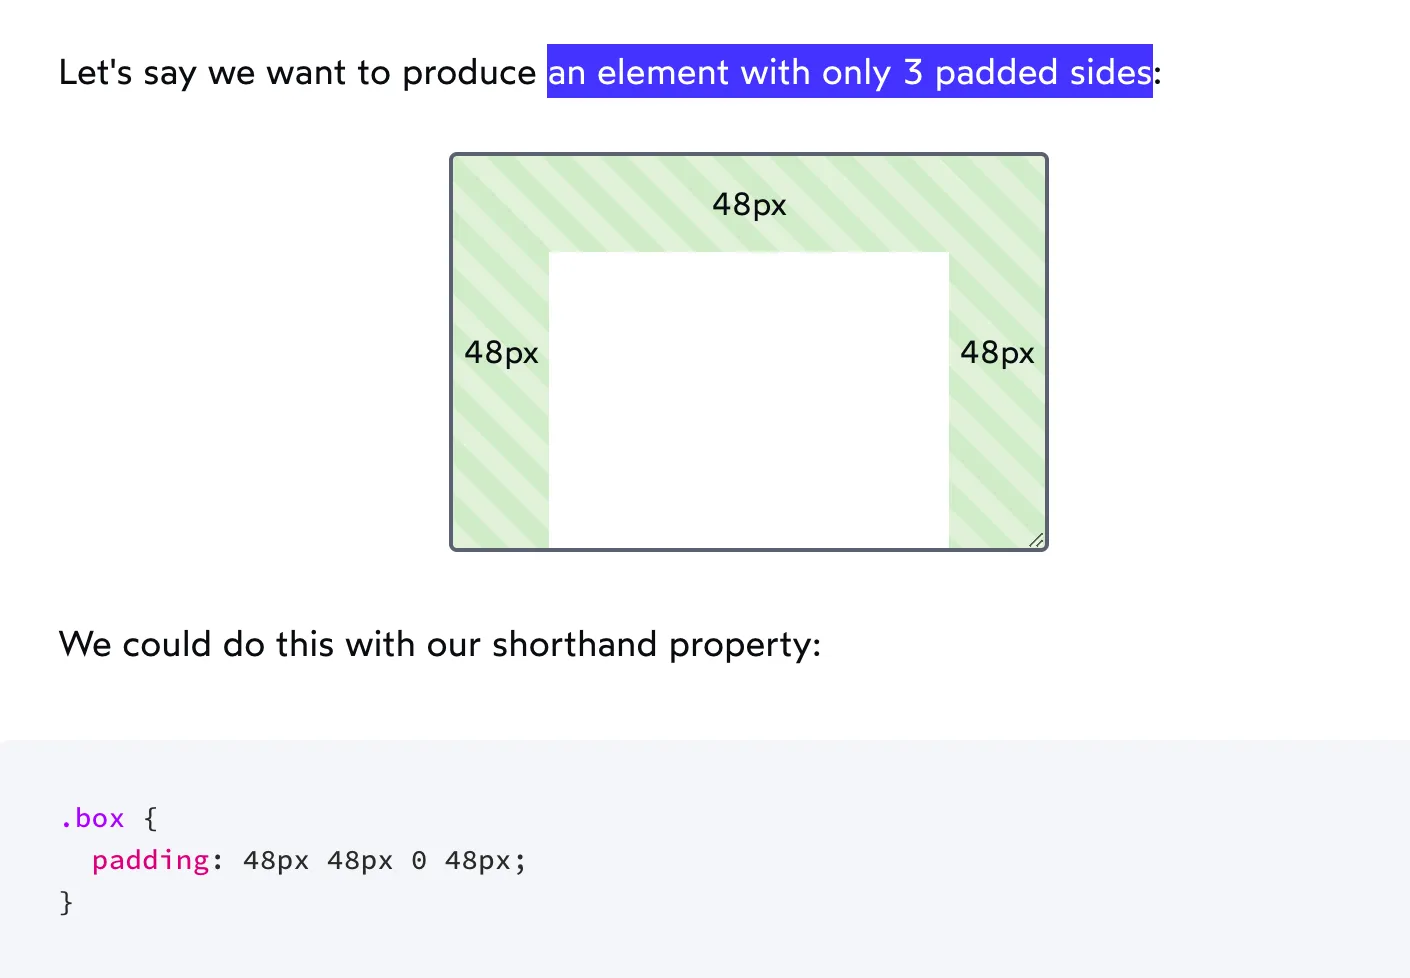 Let's say we want to produce an element with only 3 padded sides:
48px
48px 48px
We could do this with our shorthand property:
.box {
  padding: 48px 48px 0 48px;
}